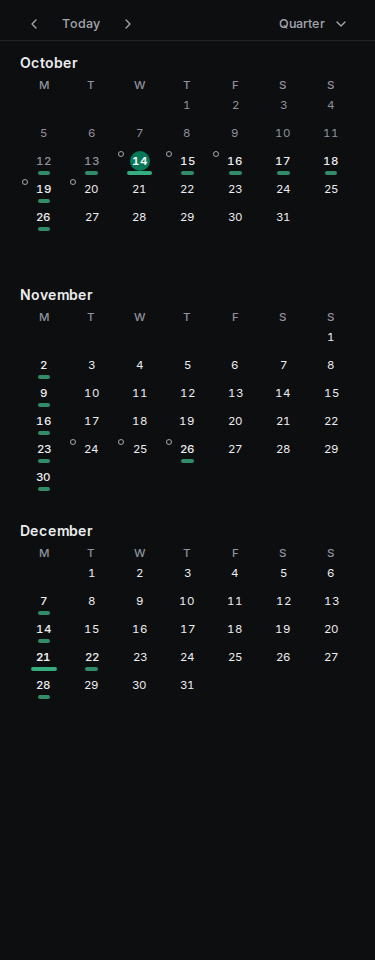 Today Quarter
October
M T W T F S S
1 2 3 4
5 6 7 8 9 10 11
12 13 14 15 16 17 18
19 20 21 22 23 24 25
26 27 28 29 30 31
November
M T W T F S S
1
2 3 4 5 6 7 8
9 10 11 12 13 14 15
16 17 18 19 20 21 22
23 24 25 26 27 28 29
30
December
M T W T F S S
1 2 3 4 5 6
7 8 9 10 11 12 13
14 15 16 17 18 19 20
21 22 23 24 25 26 27
28 29 30 31